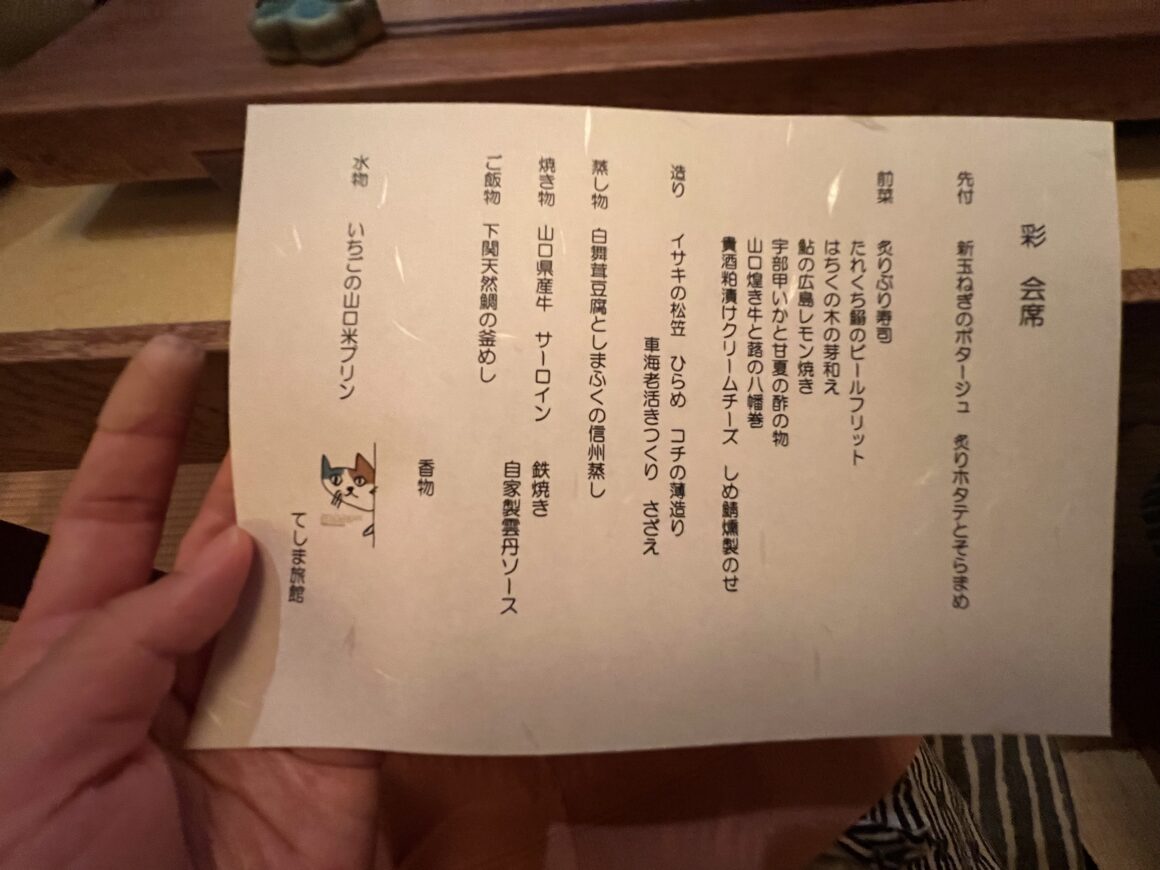 彩 会席
先付 新玉ねぎのポタージュ 炙りホタテとそらまめ
前菜 炙りぶり寿司
たれくち鰯のビールフリット
はちくの木の芽和え
鮎の広島レモン焼き
宇部甲いかと甘夏の酢の物
山口煌き牛と蕗の八幡巻
貴酒粕漬けクリームチーズ しめ鯖燻製のせ
造り イサキの松笠 ひらめ コチの薄造り
車海老活きつくり さざえ
蒸し物 白舞茸豆腐としまふくの信州蒸し
焼き物 山口県産牛 サーロイン 鉄焼き
自家製雲丹ソース
ご飯物 下関天然鯛の釜めし
香物
水物 いちごの山口米プリン
てしま旅館